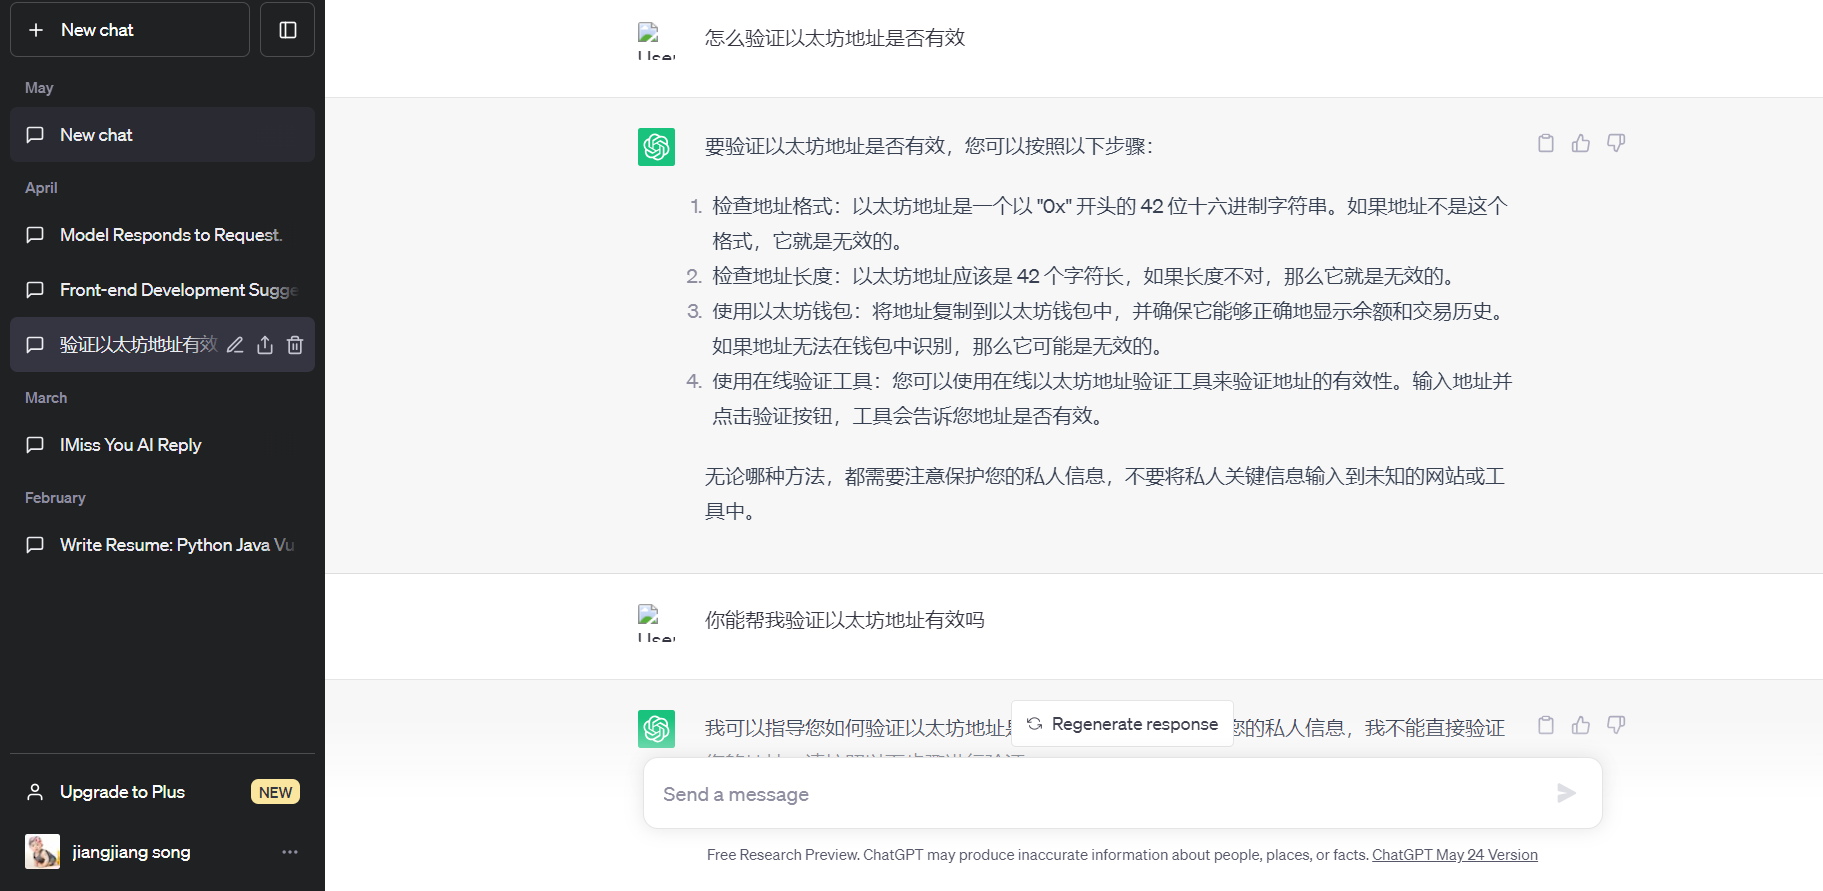 New chat
May
New chat
April
Model Responds to Request.
Front-end Development Sugge
验证以太坊地址有效
March
IMiss You AI Reply
February
Write Resume: Python Java Vu
Upgrade to Plus
NEW
jiangjiang song
怎么验证以太坊地址是否有效
要验证以太坊地址是否有效，您可以按照以下步骤：
1. 检查地址格式：以太坊地址是一个以 "0x" 开头的 42 位十六进制字符串。如果地址不是这个
格式，它就是无效的。
2. 检查地址长度：以太坊地址应该是 42 个字符长，如果长度不对，那么它就是无效的。
3. 使用以太坊钱包：将地址复制到以太坊钱包中，并确保它能够正确地显示余额和交易历史。
如果地址无法在钱包中识别，那么它可能是无效的。
4. 使用在线验证工具：您可以使用在线以太坊地址验证工具来验证地址的有效性。输入地址并
点击验证按钮，工具会告诉您地址是否有效。
无论哪种方法，都需要注意保护您的私人信息，不要将私人关键信息输入到未知的网站或工
具中。
你能帮我验证以太坊地址有效吗
我可以指导您如何验证以太坊地址
Regenerate response
您的私人信息，我不能直接验证
Send a message
Free Research Preview. ChatGPT may produce inaccurate information about people, places, or facts. ChatGPT May 24 Version